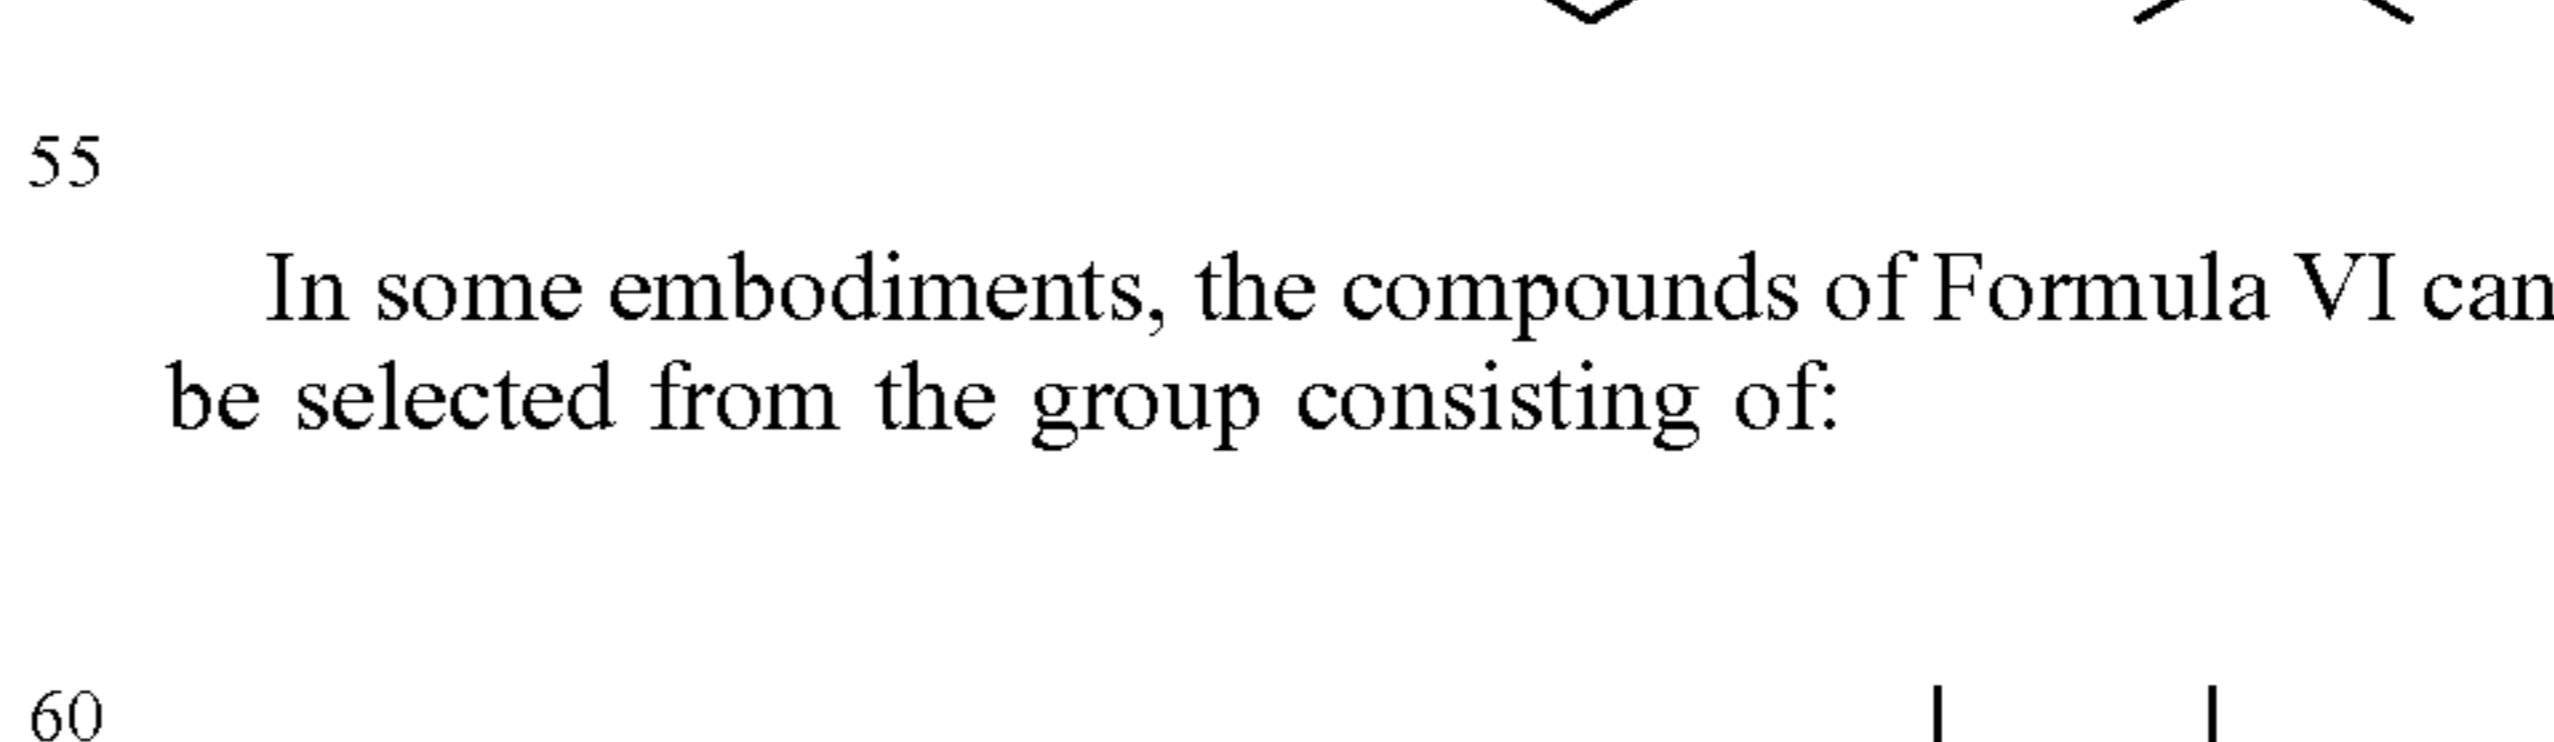 55
In some embodiments, the compounds of Formula VI can
be selected from the group consisting of:
60